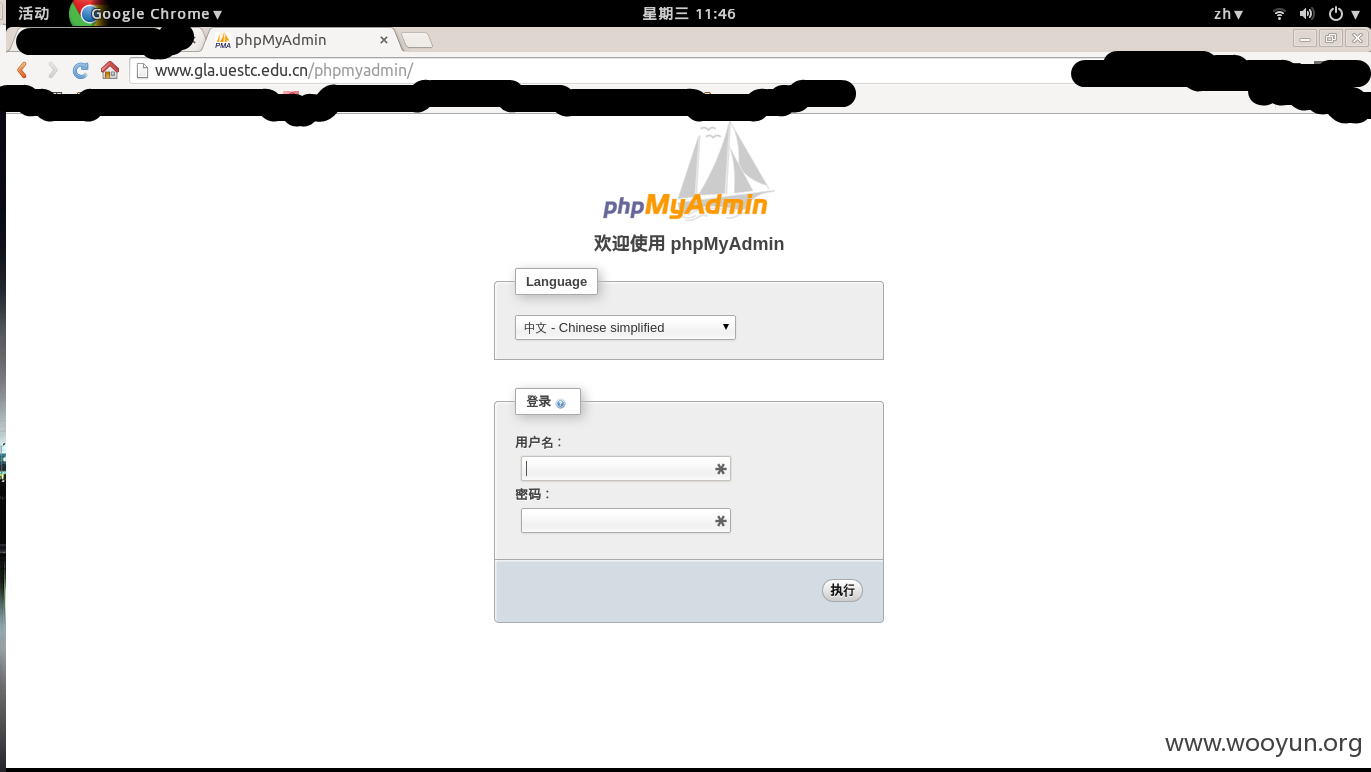 活动
Google Chrome ▾
星期三 11:46
zh ▾
PMA
phpMyAdmin
www.gla.uestc.edu.cn/phpmyadmin/
phpMyAdmin
欢迎使用 phpMyAdmin
Language
中文 - Chinese simplified
登录
用户名：
密码：
执行
www.wooyun.org